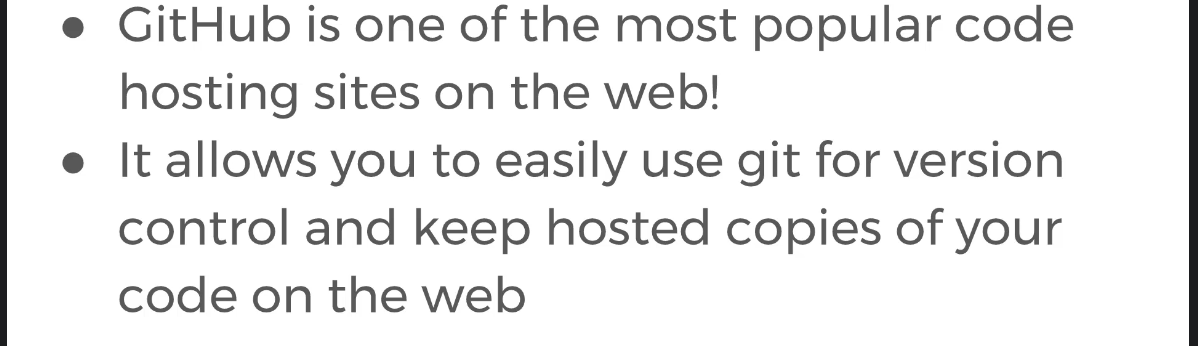 ● GitHub is one of the most popular code
hosting sites on the web!
● It allows you to easily use git for version
control and keep hosted copies of your
code on the web